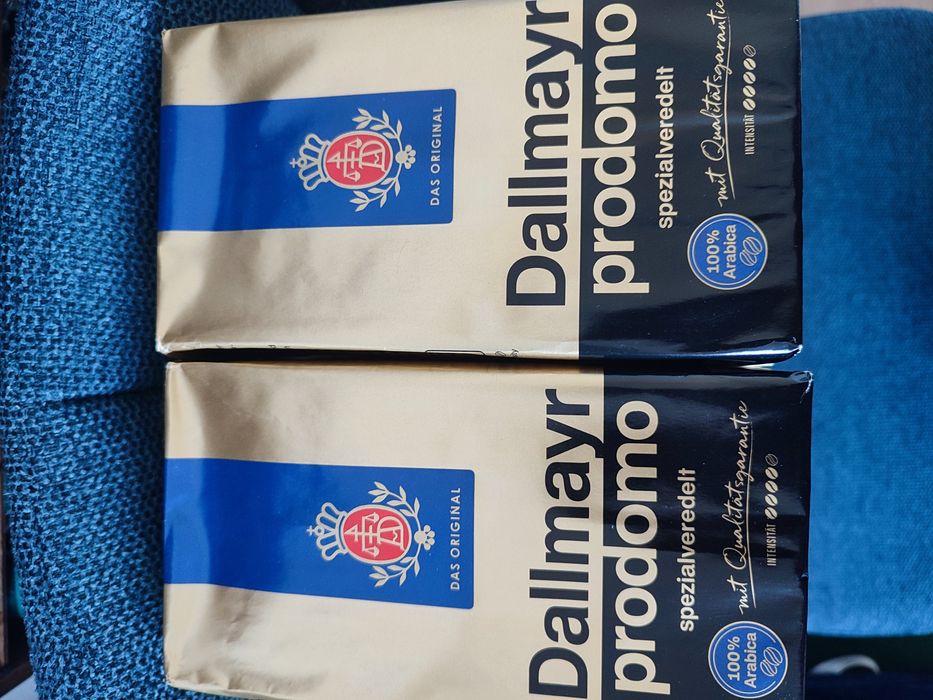 DAS ORIGINAL
Dallmayr
prodomo
spezialveredelt
100%
Arabica
mit Qualitätsgarantie
INTENSITÄT
DAS ORIGINAL
Dallmayr
prodomo
spezialveredelt
100%
Arabica
mit Qualitätsgarantie
INTENSITÄT